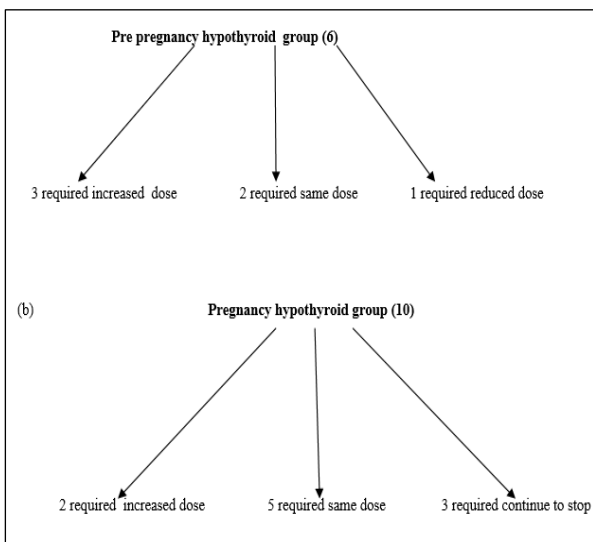 Pre pregnancy hypothyroid group (6)
3 required increased dose 2 required same dose 1 required reduced dose
(b) Pregnancy hypothyroid group (10)
2 required increased dose 5 required same dose 3 required continue to stop